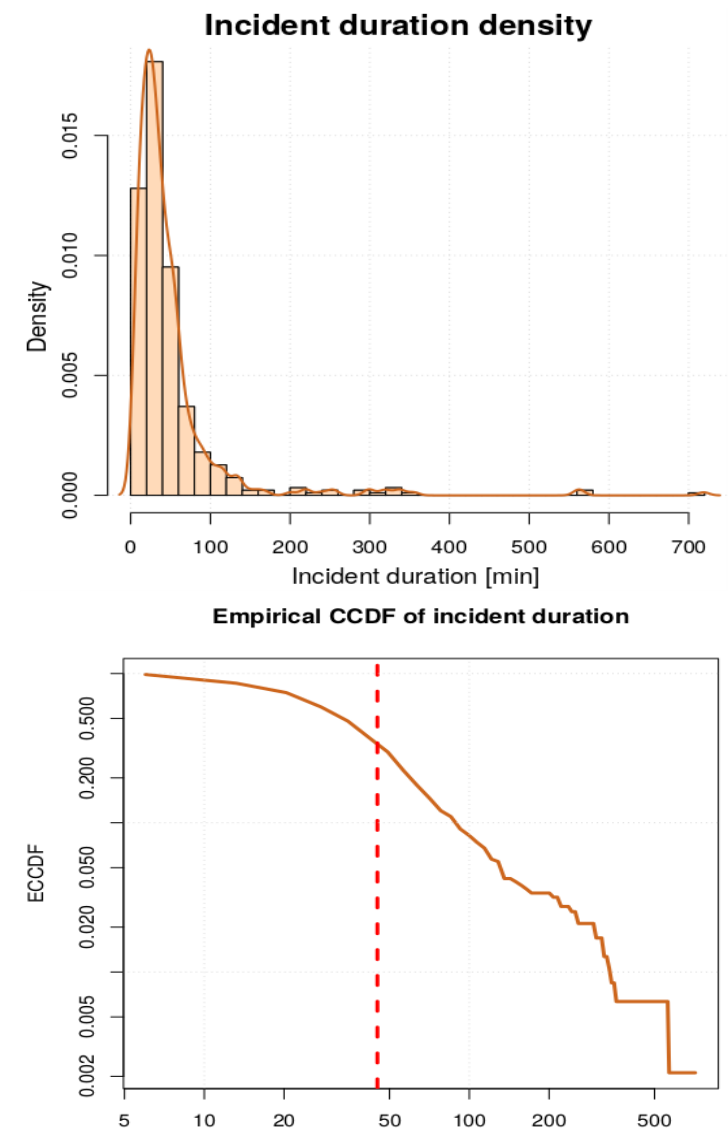 Incident duration density
Density
0.015
0.010
0.005
0.000
0 100 200 300 400 500 600 700
Incident duration [min]
Empirical CCDF of incident duration
ECCDF
0.500
0.200
0.050
0.020
0.005
0.002
5 10 20 50 100 200 500